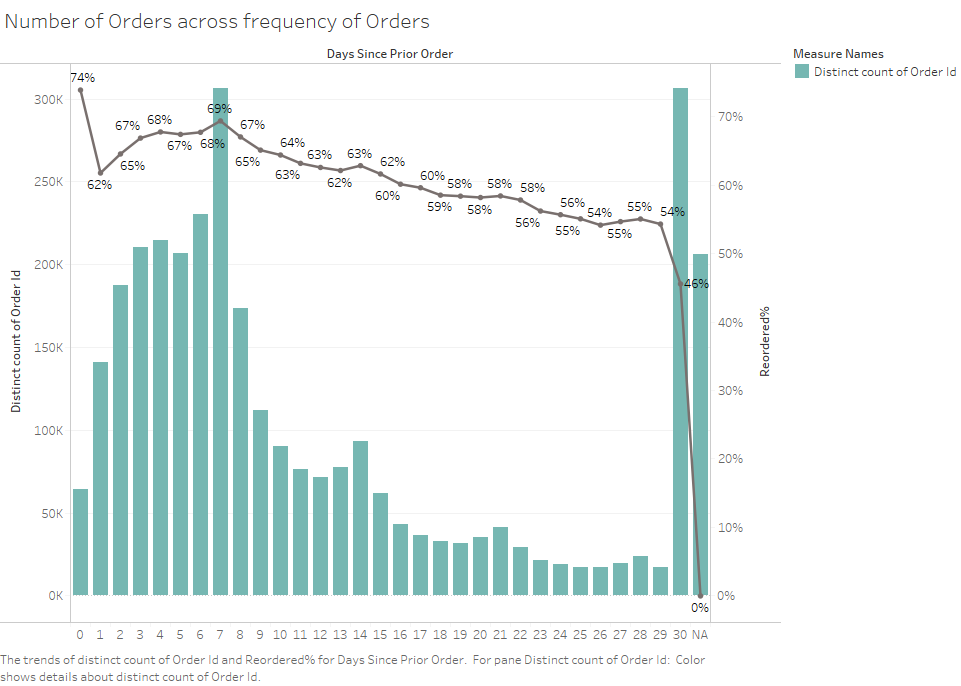 Number of Orders across frequency of Orders
Days Since Prior Order
Measure Names
Distinct count of Order Id
74%
300K
69%
70%
67%
68%
67%
67%
68%
65%
65%
64%
63%
63%
63%
62%
62%
62%
60%
60%
60%
59%
58%
58%
58%
58%
56%
56%
55%
54%
55%
55%
54%
250K
200K
150K
100K
50K
0K
50%
46%
40%
30%
20%
10%
0%
0%
Distinct count of Order Id
Reordered%
0 1 2 3 4 5 6 7 8 9 10 11 12 13 14 15 16 17 18 19 20 21 22 23 24 25 26 27 28 29 30 NA
The trends of distinct count of Order Id and Reordered% for Days Since Prior Order. For pane Distinct count of Order Id: Color
shows details about distinct count of Order Id.